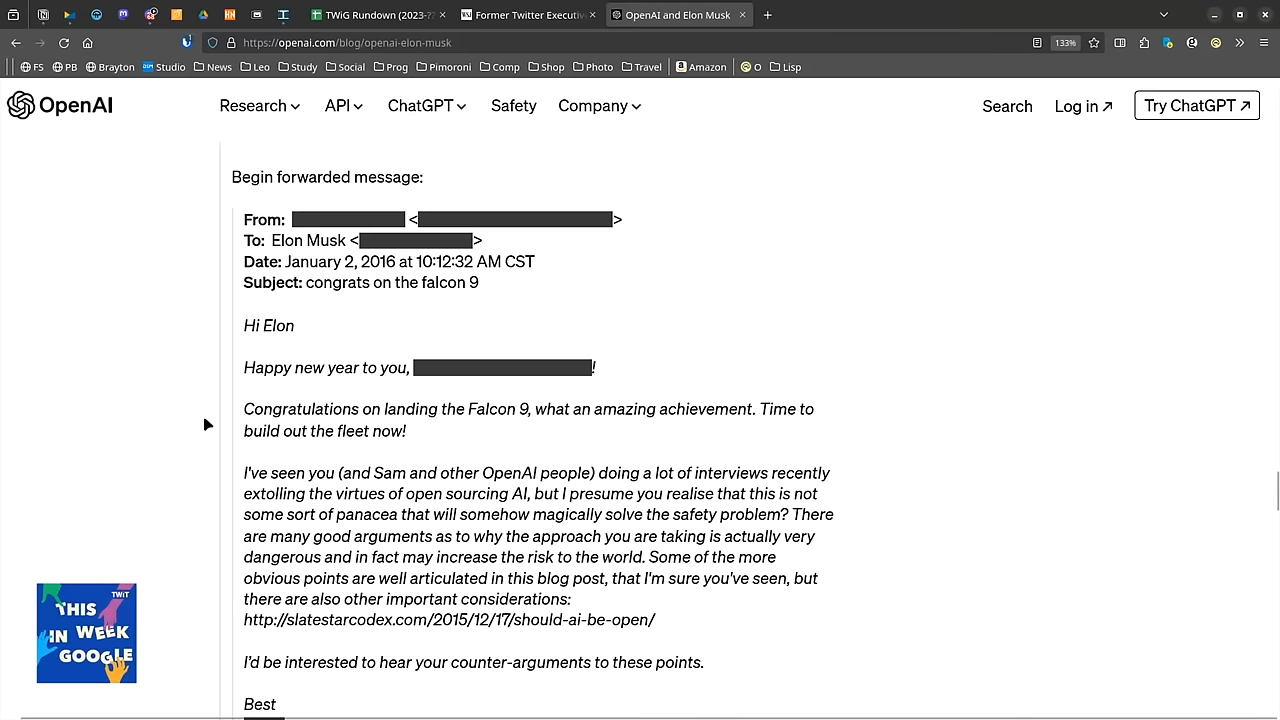 TWiG Rundown (2023-?
Former Twitter Executiv
OpenAI and Elon Musk
https://openai.com/blog/openai-elon-musk
133%
FS PB Brayton Studio News Leo Study Social Prog Pimoroni Comp Shop Photo Travel Amazon O Lisp
OpenAI
Research API ChatGPT Safety Company Search Log in Try ChatGPT
Begin forwarded message:
From: < >
To: Elon Musk < >
Date: January 2, 2016 at 10:12:32 AM CST
Subject: congrats on the falcon 9
Hi Elon
Happy new year to you, !
Congratulations on landing the Falcon 9, what an amazing achievement. Time to
build out the fleet now!
I've seen you (and Sam and other OpenAI people) doing a lot of interviews recently
extolling the virtues of open sourcing AI, but I presume you realise that this is not
some sort of panacea that will somehow magically solve the safety problem? There
are many good arguments as to why the approach you are taking is actually very
dangerous and in fact may increase the risk to the world. Some of the more
obvious points are well articulated in this blog post, that I'm sure you've seen, but
there are also other important considerations:
http://slatestarcodex.com/2015/12/17/should-ai-be-open/
I'd be interested to hear your counter-arguments to these points.
Best
TWiT
THIS
IN WEEK
GOOGLE